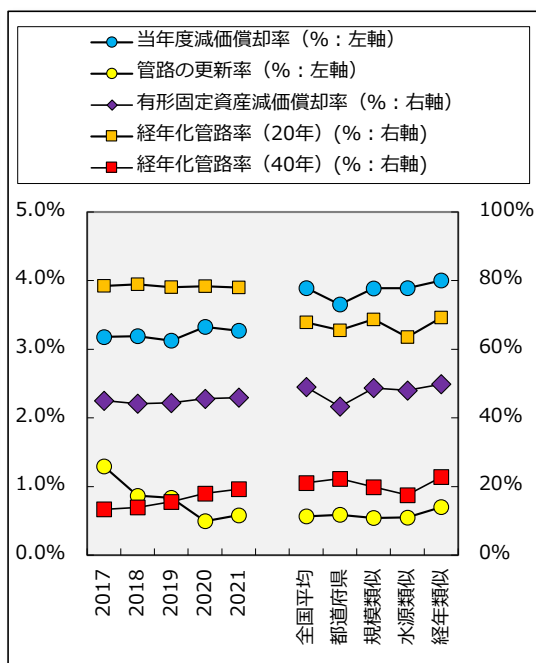 当年度減価償却率（%：左軸）
管路の更新率（%：左軸）
有形固定資産減価償却率（%：右軸）
経年化管路率（20年）(%：右軸)
経年化管路率（40年）(%：右軸)
5.0% 100%
4.0% 80%
3.0% 60%
2.0% 40%
1.0% 20%
0.0% 0%
2017
2018
2019
2020
2021
全国平均
都道府県
規模類似
水源類似
経年類似